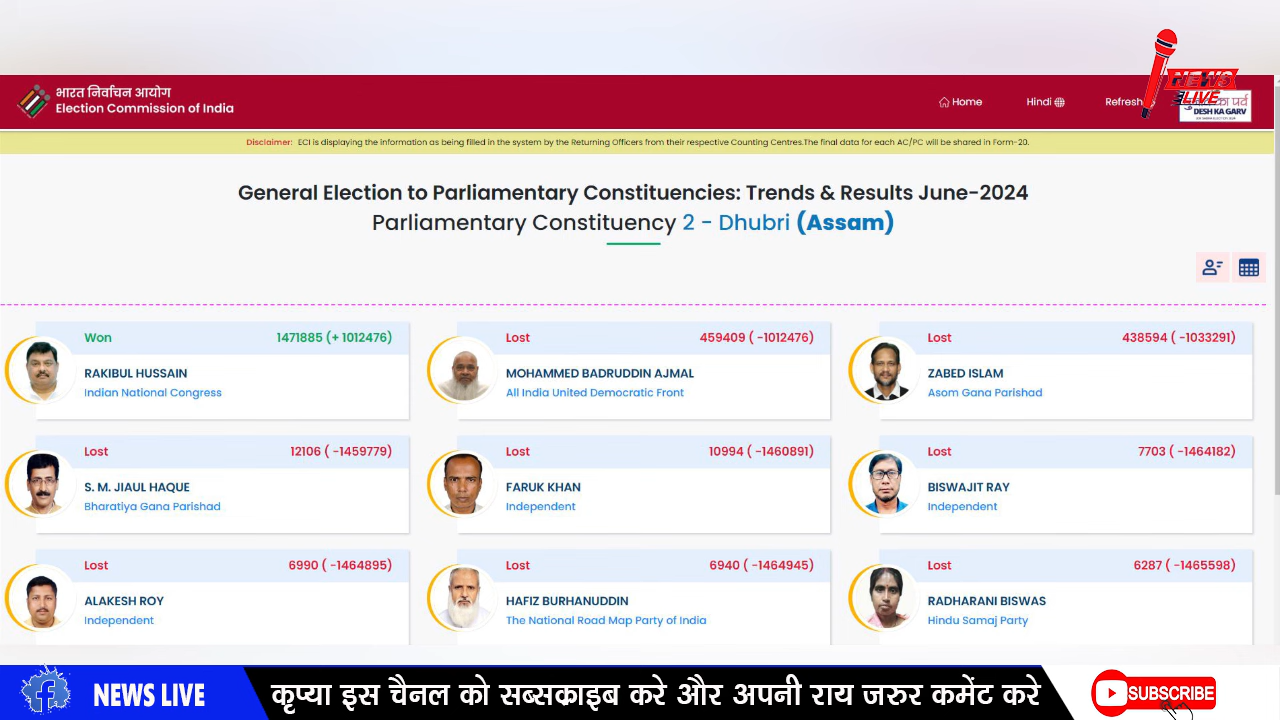 भारत निर्वाचन आयोग
Election Commission of India
Home
Hindi
Refresh
NEWS
LIVE
का पर्व
DESH KA GARV
Disclaimer: ECI is displaying the information as being filled in the system by the Returning Officers from their respective Counting Centres.The final data for each AC/PC will be shared in Form-20.
General Election to Parliamentary Constituencies: Trends & Results June-2024
Parliamentary Constituency 2 - Dhubri (Assam)
Won 1471885 (+ 1012476)
RAKIBUL HUSSAIN
Indian National Congress
Lost 459409 ( -1012476)
MOHAMMED BADRUDDIN AJMAL
All India United Democratic Front
Lost 438594 ( -1033291)
ZABED ISLAM
Asom Gana Parishad
Lost 12106 ( -1459779)
S. M. JIAUL HAQUE
Bharatiya Gana Parishad
Lost 10994 ( -1460891)
FARUK KHAN
Independent
Lost 7703 ( -1464182)
BISWAJIT RAY
Independent
Lost 6990 ( -1464895)
ALAKESH ROY
Independent
Lost 6940 ( -1464945)
HAFIZ BURHANUDDIN
The National Road Map Party of India
Lost 6287 ( -1465598)
RADHARANI BISWAS
Hindu Samaj Party
NEWS LIVE
कृप्या इस चैनल को सब्सक्राइब करे और अपनी राय जरुर कमेंट करे
SUBSCRIBE